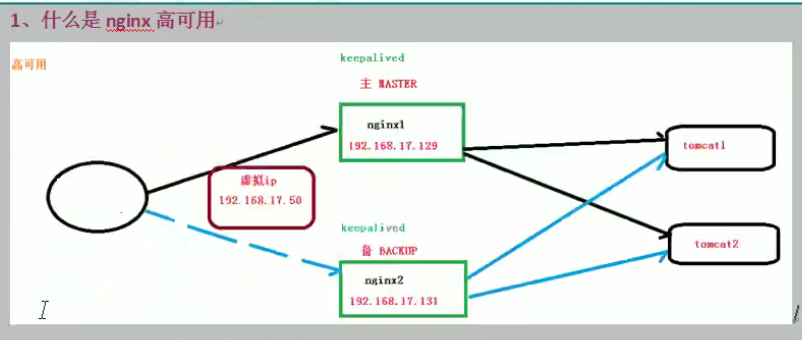 1、什么是 nginx 高可用
高可用
keepalived
主 MASTER
nginx1
192.168.17.129
tomcat1
虚拟ip
192.168.17.50
keepalived
备 BACKUP
tomcat2
nginx2
192.168.17.131